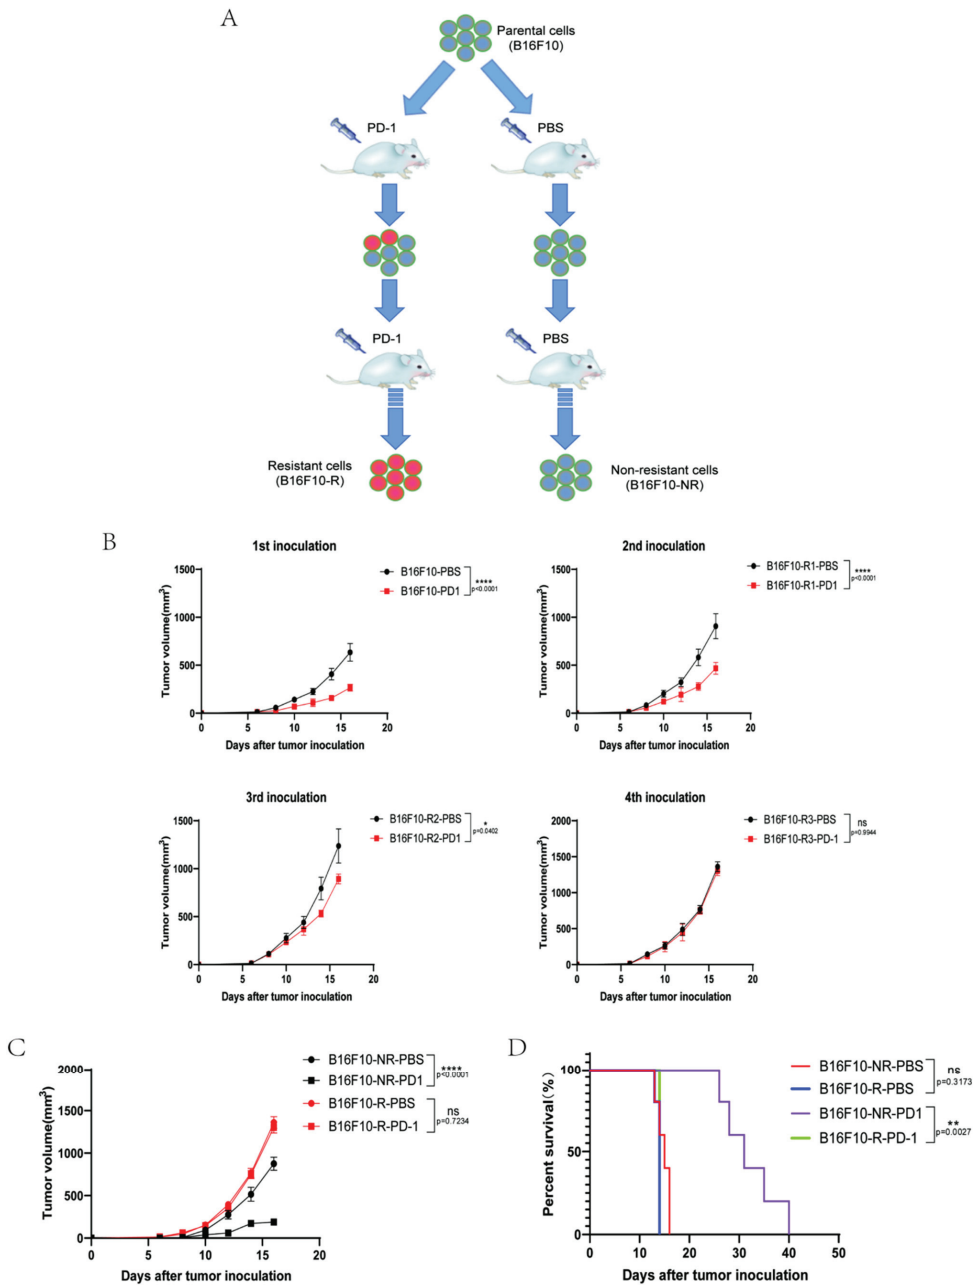 A
Parental cells
(B16F10)
PD-1
PBS
PD-1
PBS
Resistant cells
(B16F10-R)
Non-resistant cells
(B16F10-NR)
B
1st inoculation
B16F10-PBS
B16F10-PD1
****
p<0.0001
Tumor volume(mm3)
1500
1000
500
0
0 5 10 15 20
Days after tumor inoculation
2nd inoculation
B16F10-R1-PBS
B16F10-R1-PD1
****
p<0.0001
Tumor volume(mm3)
1500
1000
500
0
0 5 10 15 20
Days after tumor inoculation
3rd inoculation
B16F10-R2-PBS
B16F10-R2-PD1
*
p=0.0402
Tumor volume(mm3)
1500
1000
500
0
0 5 10 15 20
Days after tumor inoculation
4th inoculation
B16F10-R3-PBS
B16F10-R3-PD-1
ns
p=0.9944
Tumor volume(mm3)
2000
1500
1000
500
0
0 5 10 15 20
Days after tumor inoculation
C
B16F10-NR-PBS
B16F10-NR-PD1
B16F10-R-PBS
B16F10-R-PD-1
****
p<0.0001
ns
p=0.7234
Tumor volume(mm3)
2000
1500
1000
500
0
0 5 10 15 20
Days after tumor inoculation
D
B16F10-NR-PBS
B16F10-R-PBS
B16F10-NR-PD1
B16F10-R-PD-1
ns
p=0.3173
**
p=0.0027
Percent survival(%)
100
50
0
0 10 20 30 40 50
Days after tumor inoculation